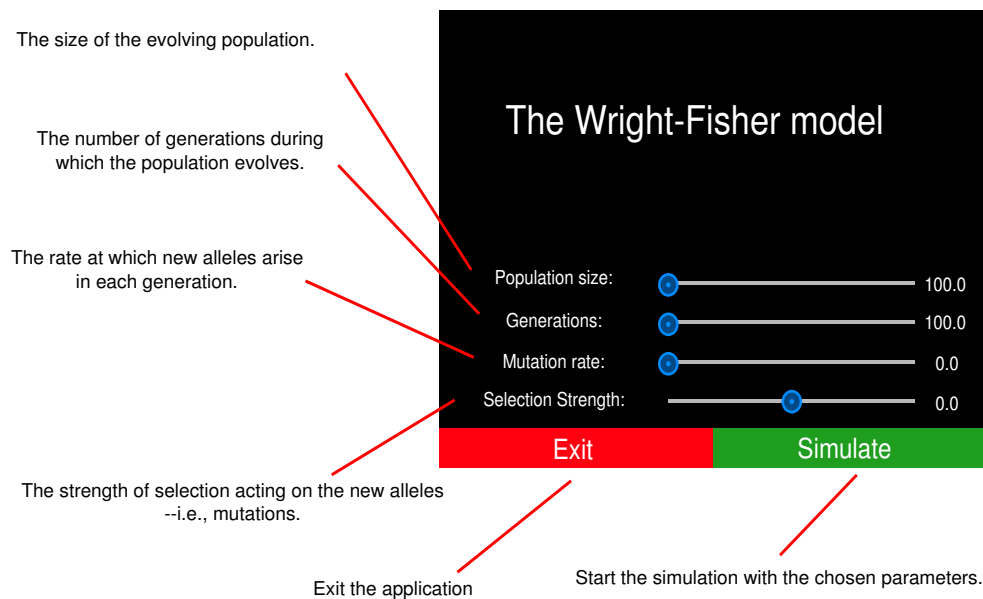 The size of the evolving population.
The number of generations during
which the population evolves.
The rate at which new alleles arise
in each generation.
The strength of selection acting on the new alleles
--i.e., mutations.
The Wright-Fisher model
Population size: 100.0
Generations: 100.0
Mutation rate: 0.0
Selection Strength: 0.0
Exit Simulate
Exit the application
Start the simulation with the chosen parameters.